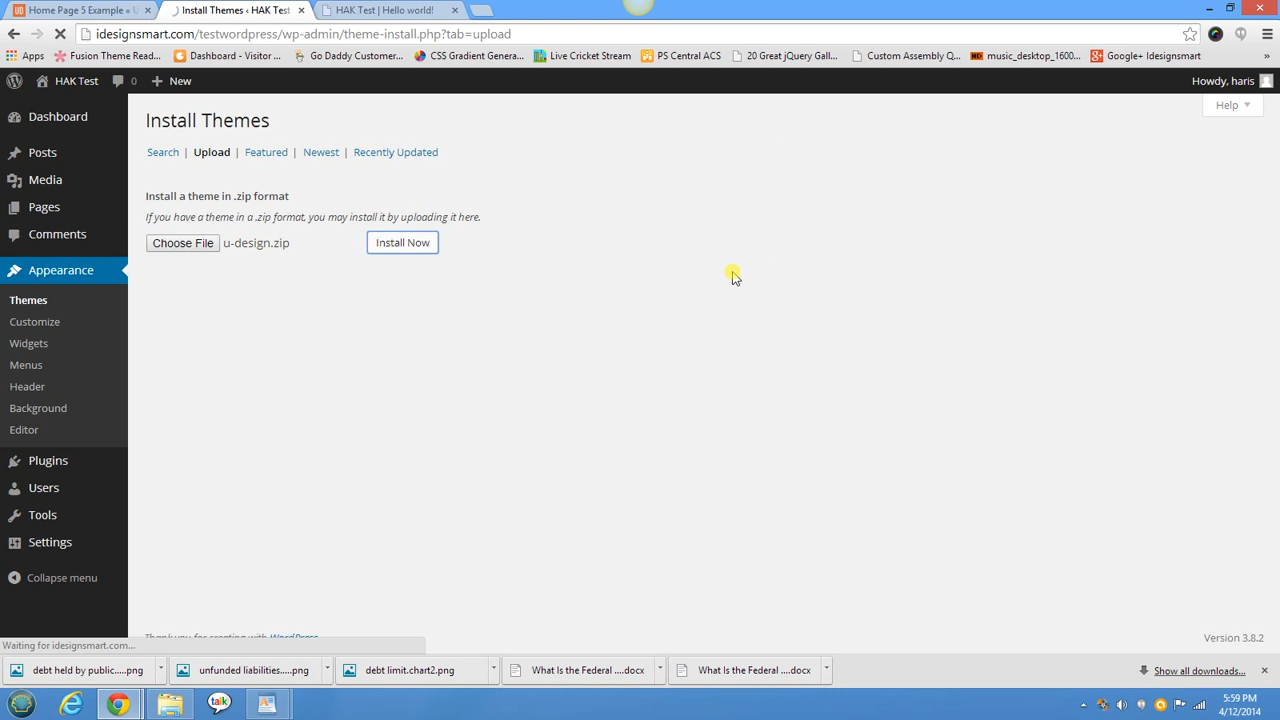 Home Page 5 Example « U
Install Themes ‹ HAK Test
HAK Test | Hello world!
idesignsmart.com/testwordpress/wp-admin/theme-install.php?tab=upload
Apps
Fusion Theme Read...
Dashboard - Visitor ...
Go Daddy Customer...
CSS Gradient Genera...
Live Cricket Stream
PS Central ACS
20 Great jQuery Gall...
Custom Assembly Q...
music_desktop_1600...
Google+ Idesignsmart
»
HAK Test
0
New
Howdy, haris
Help
Dashboard
Posts
Media
Pages
Comments
Appearance
Themes
Customize
Widgets
Menus
Header
Background
Editor
Plugins
Users
Tools
Settings
Collapse menu
Install Themes
Search | Upload | Featured | Newest | Recently Updated
Install a theme in .zip format
If you have a theme in a .zip format, you may install it by uploading it here.
Choose File u-design.zip
Install Now
Thank you for creating with WordPress
Version 3.8.2
Waiting for idesignsmart.com...
debt held by public.....png
unfunded liabilities....png
debt limit.chart2.png
What Is the Federal ....docx
What Is the Federal ....docx
Show all downloads...
talk
5:59 PM
4/12/2014